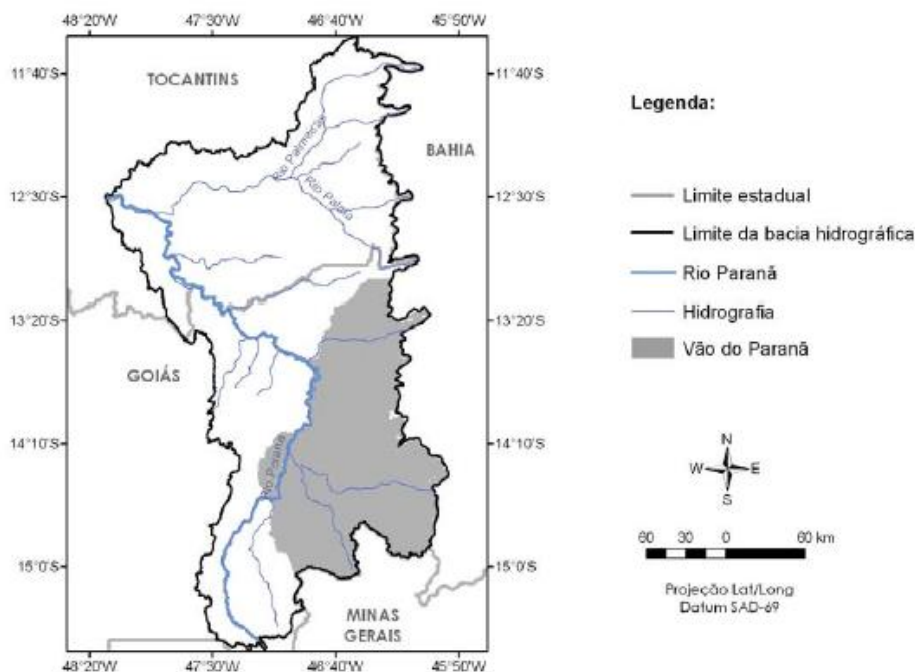 48°20'W 47°30'W 46°40'W 45°50'W
11°40'S 11°40'S
TOCANTINS
BAHIA
Rio Palmeiras
Rio Palma
12°30'S 12°30'S
13°20'S 13°20'S
GOIÁS
14°10'S 14°10'S
Rio Paranã
15°0'S 15°0'S
MINAS
GERAIS
48°20'W 47°30'W 46°40'W 45°50'W
Legenda:
Limite estadual
Limite da bacia hidrográfica
Rio Paranã
Hidrografia
Vão do Paranã
N
W E
S
60 30 0 60 km
Projeção Lat/Long
Datum SAD-69